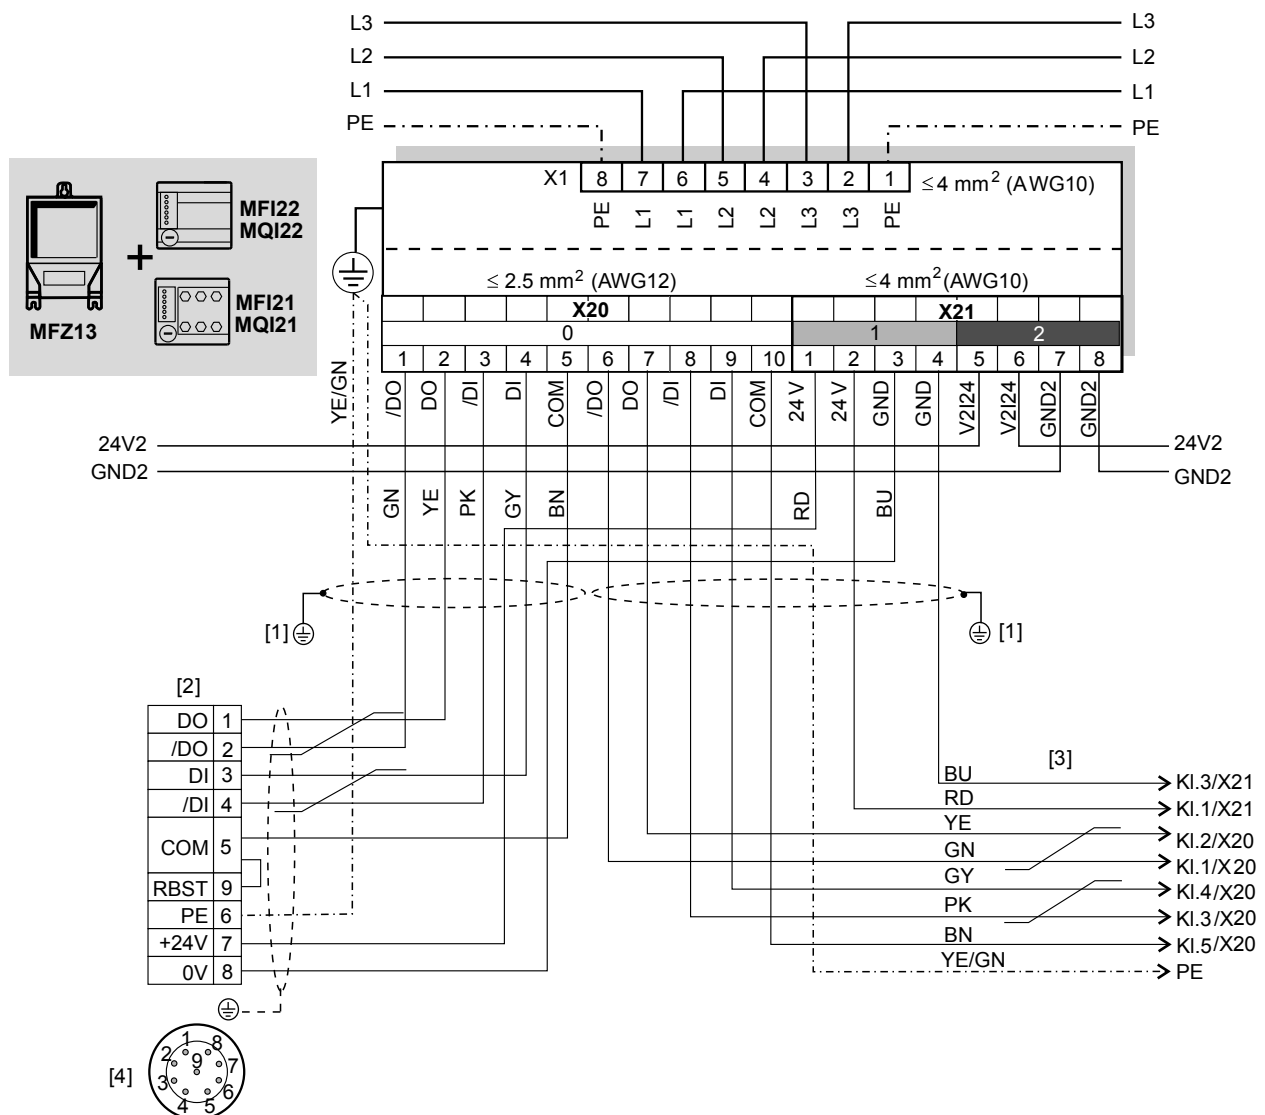 L3
L3
L2
L2
L1
L1
PE
PE
X1 8 7 6 5 4 3 2 1 ≤4 mm² (AWG10)
PE L1 L1 L2 L2 L3 L3 PE
MFI22
MQI22
+
MFI21
MQI21
MFZ13
≤ 2.5 mm² (AWG12) ≤4 mm²(AWG10)
X20 X21
0 1 2
1 2 3 4 5 6 7 8 9 10 1 2 3 4 5 6 7 8
YE/GN
/DO DO /DI DI COM /DO DO /DI DI COM 24 V 24 V GND GND V2I24 V2I24 GND2 GND2
24V2 24V2
GND2 GND2
GN YE PK GY BN RD BU
[1] [1]
[2]
DO 1
/DO 2
DI 3
/DI 4
COM 5
RBST 9
PE 6
+24V 7
0V 8
[3]
BU Kl.3/X21
RD Kl.1/X21
YE Kl.2/X20
GN Kl.1/X20
GY Kl.4/X20
PK Kl.3/X20
BN Kl.5/X20
YE/GN PE
[4] 1 2 3 4 5 6 7 8 9